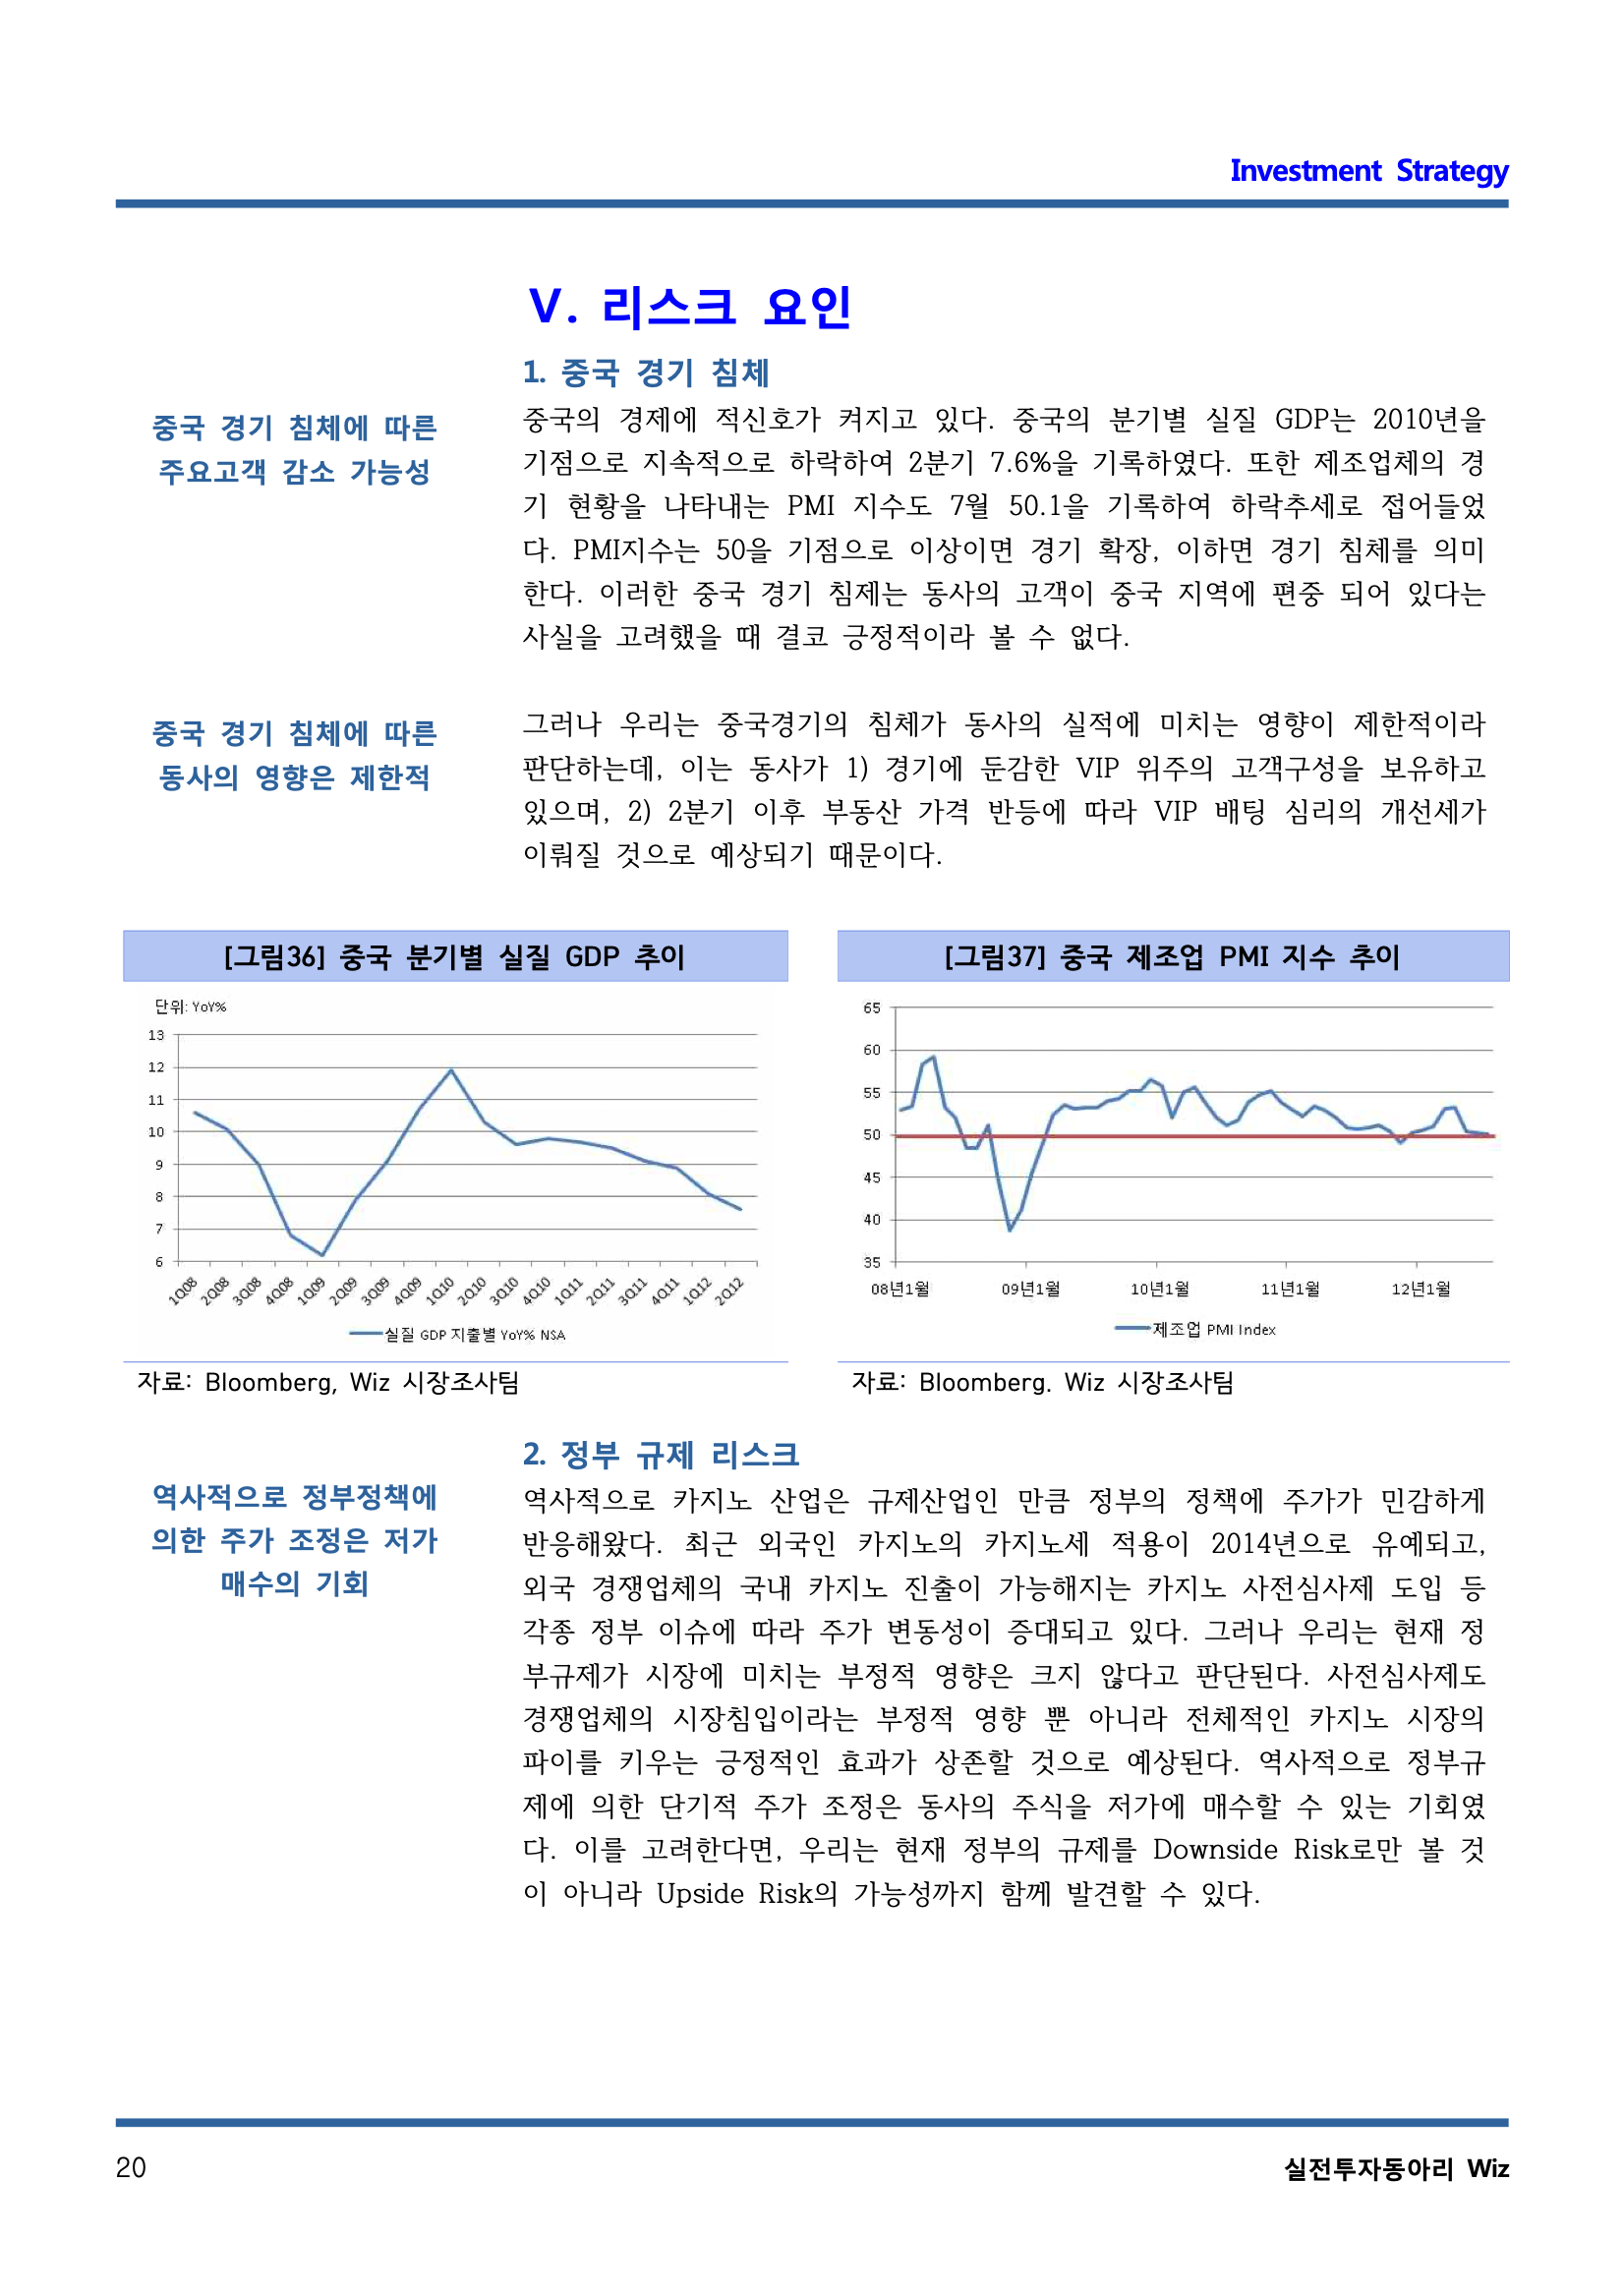 Investment Strategy
V. 리스크 요인
1. 중국 경기 침체
중국 경기 침체에 따른
주요고객 감소 가능성
중국의 경제에 적신호가 켜지고 있다. 중국의 분기별 실질 GDP는 2010년을
기점으로 지속적으로 하락하여 2분기 7.6%을 기록하였다. 또한 제조업체의 경
기 현황을 나타내는 PMI 지수도 7월 50.1을 기록하여 하락추세로 접어들었
다. PMI지수는 50을 기점으로 이상이면 경기 확장, 이하면 경기 침체를 의미
한다. 이러한 중국 경기 침제는 동사의 고객이 중국 지역에 편중 되어 있다는
사실을 고려했을 때 결코 긍정적이라 볼 수 없다.
중국 경기 침체에 따른
동사의 영향은 제한적
그러나 우리는 중국경기의 침체가 동사의 실적에 미치는 영향이 제한적이라
판단하는데, 이는 동사가 1) 경기에 둔감한 VIP 위주의 고객구성을 보유하고
있으며, 2) 2분기 이후 부동산 가격 반등에 따라 VIP 배팅 심리의 개선세가
이뤄질 것으로 예상되기 때문이다.
[그림36] 중국 분기별 실질 GDP 추이
단위: YoY%
13
12
11
10
9
8
7
6
1Q08 2Q08 3Q08 4Q08 1Q09 2Q09 3Q09 4Q09 1Q10 2Q10 3Q10 4Q10 1Q11 2Q11 3Q11 4Q11 1Q12 2Q12
실질 GDP 지출별 YoY% NSA
자료: Bloomberg, Wiz 시장조사팀
[그림37] 중국 제조업 PMI 지수 추이
65
60
55
50
45
40
35
08년1월 09년1월 10년1월 11년1월 12년1월
제조업 PMI Index
자료: Bloomberg. Wiz 시장조사팀
2. 정부 규제 리스크
역사적으로 정부정책에
의한 주가 조정은 저가
매수의 기회
역사적으로 카지노 산업은 규제산업인 만큼 정부의 정책에 주가가 민감하게
반응해왔다. 최근 외국인 카지노의 카지노세 적용이 2014년으로 유예되고,
외국 경쟁업체의 국내 카지노 진출이 가능해지는 카지노 사전심사제 도입 등
각종 정부 이슈에 따라 주가 변동성이 증대되고 있다. 그러나 우리는 현재 정
부규제가 시장에 미치는 부정적 영향은 크지 않다고 판단된다. 사전심사제도
경쟁업체의 시장침입이라는 부정적 영향 뿐 아니라 전체적인 카지노 시장의
파이를 키우는 긍정적인 효과가 상존할 것으로 예상된다. 역사적으로 정부규
제에 의한 단기적 주가 조정은 동사의 주식을 저가에 매수할 수 있는 기회였
다. 이를 고려한다면, 우리는 현재 정부의 규제를 Downside Risk로만 볼 것
이 아니라 Upside Risk의 가능성까지 함께 발견할 수 있다.
20
실전투자동아리 Wiz